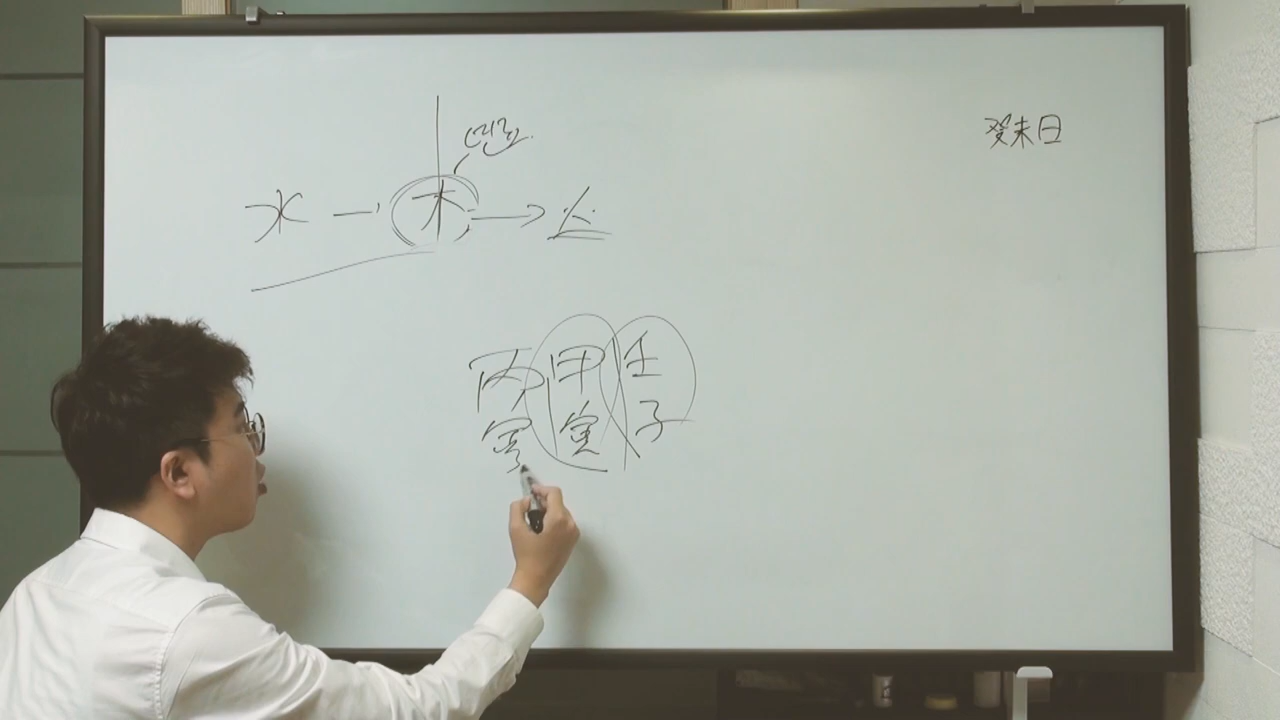 癸未日
水 → 木 → 火
丙 甲 壬
寅 寅 子